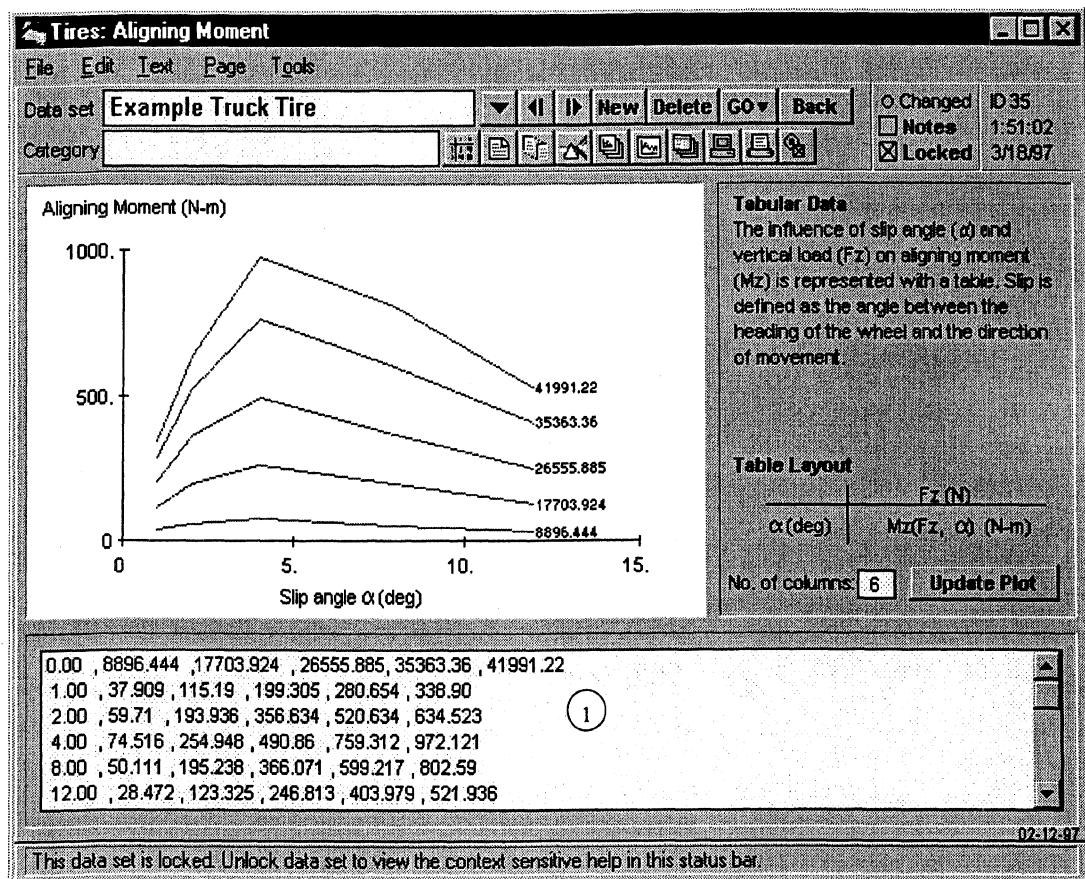 Tires: Aligning Moment
File Edit Text Page Tools
Data set Example Truck Tire New Delete GO Back
Category
Changed ID 35
Notes 1:51:02
Locked 3/18/97
Aligning Moment (N-m)
1000.
500.
0
0 5. 10. 15.
Slip angle α (deg)
41991.22
35363.36
26555.885
17703.924
8896.444
Tabular Data
The influence of slip angle (α) and
vertical load (Fz) on aligning moment
(Mz) is represented with a table. Slip is
defined as the angle between the
heading of the wheel and the direction
of movement.
Table Layout
Fz (N)
α (deg) Mz(Fz, α) (N-m)
No. of columns: 6 Update Plot
0.00 , 8896.444 ,17703.924 , 26555.885, 35363.36 , 41991.22
1.00 , 37.909 , 115.19 , 199.305 , 280.654 , 338.90
2.00 , 59.71 , 193.936 , 356.634 , 520.634 , 634.523
4.00 , 74.516 , 254.948 , 490.86 , 759.312 , 972.121
8.00 , 50.111 , 195.238 , 366.071 , 599.217 , 802.59
12.00 , 28.472 , 123.325 , 246.813 , 403.979 , 521.936
1
02-12-97
This data set is locked. Unlock data set to view the context sensitive help in this status bar.